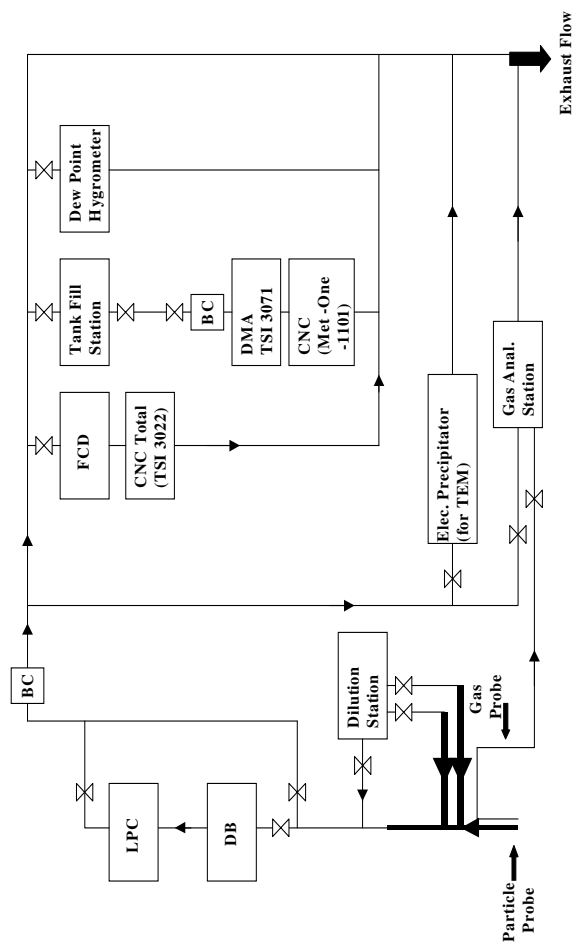 Particle
Probe
Gas
Probe
Dilution
Station
DB
LPC
BC
FCD
CNC Total
(TSI 3022)
Tank Fill
Station
BC
DMA
TSI 3071
CNC
(Met -One
-1101)
Dew Point
Hygrometer
Elec. Precipitator
(for TEM)
Gas Anal.
Station
Exhaust Flow